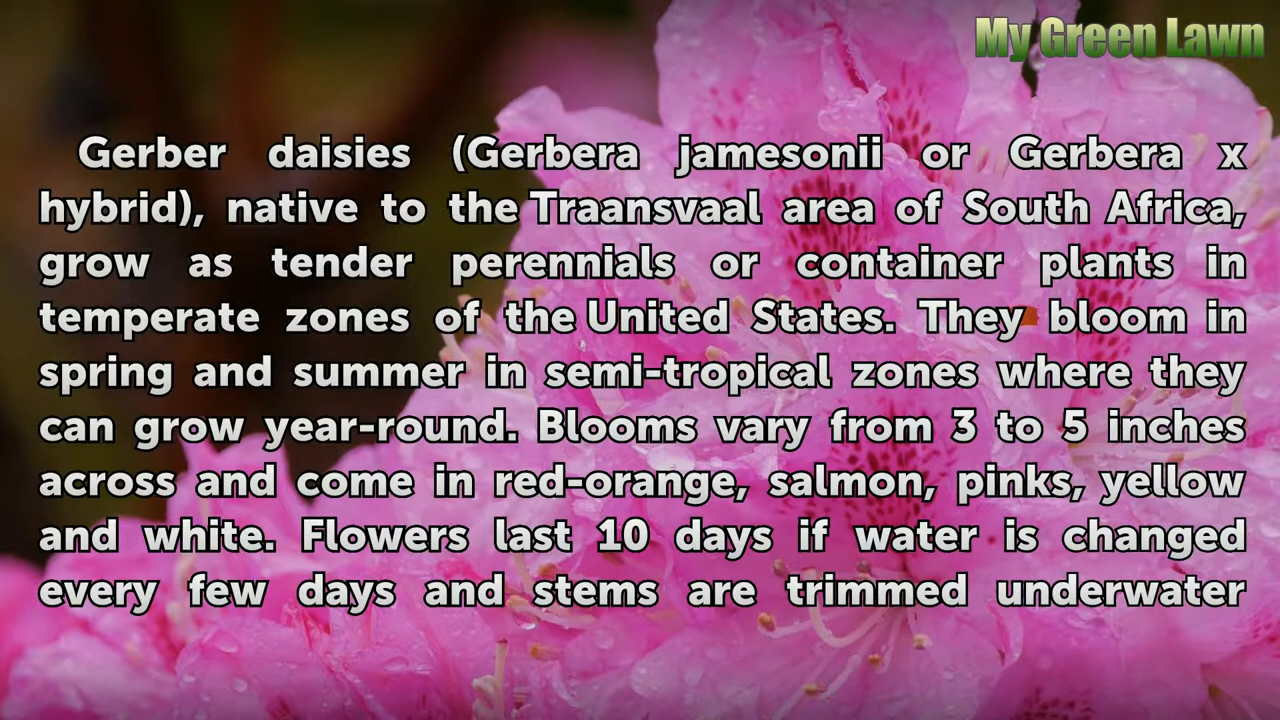 My Green Lawn
Gerber daisies (Gerbera jamesonii or Gerbera x
hybrid), native to the Traansvaal area of South Africa,
grow as tender perennials or container plants in
temperate zones of the United States. They bloom in
spring and summer in semi-tropical zones where they
can grow year-round. Blooms vary from 3 to 5 inches
across and come in red-orange, salmon, pinks, yellow
and white. Flowers last 10 days if water is changed
every few days and stems are trimmed underwater